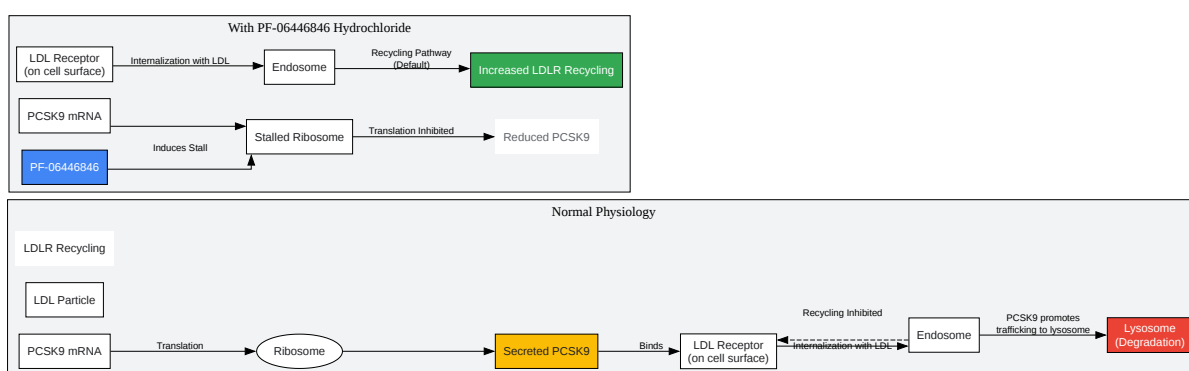 With PF-06446846 Hydrochloride
LDL Receptor
(on cell surface)
Internalization with LDL
Endosome
Recycling Pathway
(Default)
Increased LDLR Recycling
PCSK9 mRNA
Stalled Ribosome
Translation Inhibited
Reduced PCSK9
Induces Stall
PF-06446846
Normal Physiology
LDLR Recycling
LDL Particle
PCSK9 mRNA
Translation
Ribosome
Secreted PCSK9
Binds
LDL Receptor
(on cell surface)
Recycling Inhibited
Internalization with LDL
Endosome
PCSK9 promotes
trafficking to lysosome
Lysosome
(Degradation)